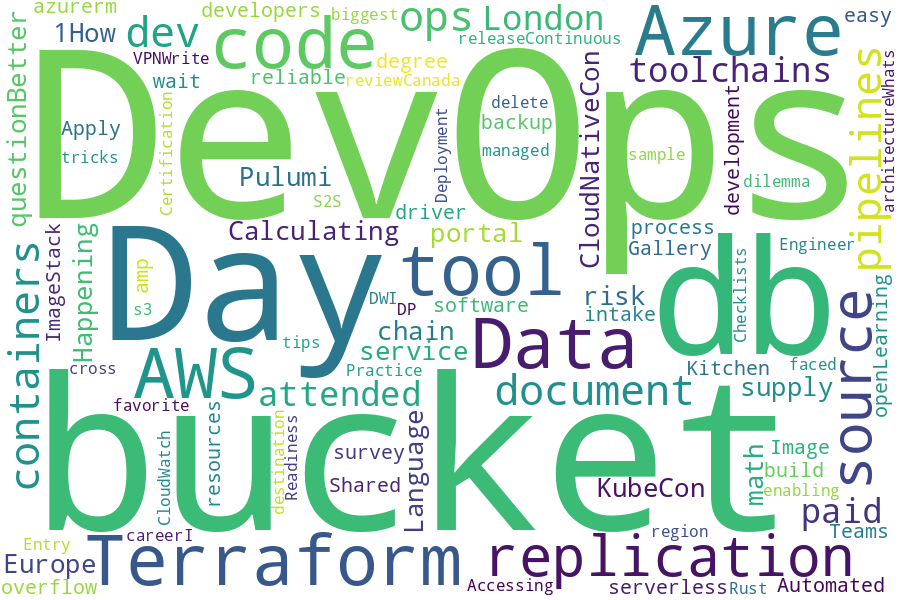 azurerm
developers
biggest
ops
London
Azure
easy
1How
dev
code
releaseContinuous
VPNWrite
wait
reliable
degree
reviewCanada
toolchains
questionBetter
DevOps
Apply
tricks
Certification
Pulumi
S2S
Deployment
delete
backup
managed
CloudNativeCon
sample
development
dilemma
pipelines
architectureWhats
driver
Calculating
portal
process
Gallery
Engineer
containers
ImageStack
Happening
amp
s3
Day
tool
DWI
DP
software
risk
intake
db
Checklists
source
openLearning
chain
service
tips
Practice
Data
cross
AWS
attended
document
Kitchen
faced
supply
favorite
bucket
CloudWatch
resources
destination
Readiness
survey
Shared
Language
KubeCon
math
Image
build
enabling
paid
Teams
region
careerI
Entry
Europe
overflow
Terraform
replication
Accessing
serverless
Rust
Automated